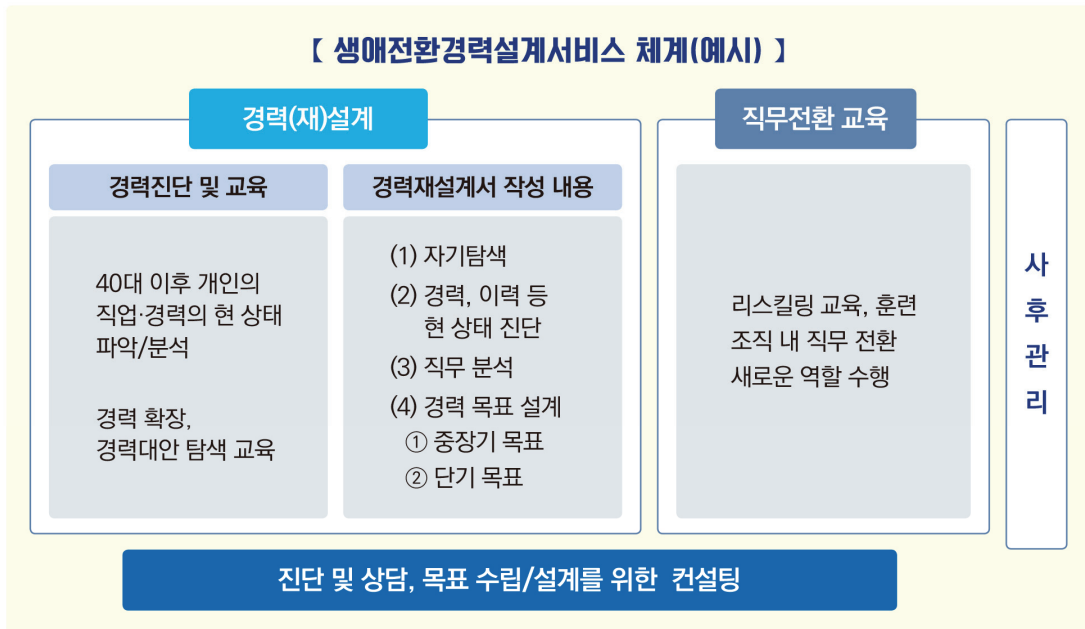 【 생애전환경력설계서비스 체계(예시) 】
경력(재)설계
경력진단 및 교육
40대 이후 개인의
직업·경력의 현 상태
파악/분석
경력 확장,
경력대안 탐색 교육
경력재설계서 작성 내용
(1) 자기탐색
(2) 경력, 이력 등
현 상태 진단
(3) 직무 분석
(4) 경력 목표 설계
① 중장기 목표
② 단기 목표
직무전환 교육
리스킬링 교육, 훈련
조직 내 직무 전환
새로운 역할 수행
사
후
관
리
진단 및 상담, 목표 수립/설계를 위한 컨설팅